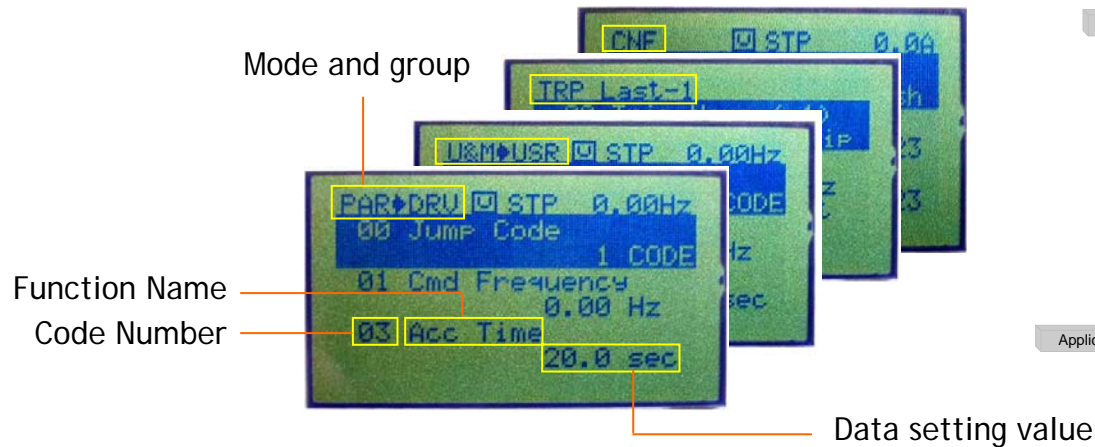 Mode and group
CNF U STP 0.0A
TRP Last-1
U&M➧USR U STP 0.00Hz
CODE
PAR➧DRV U STP 0.00Hz
00 Jump Code
1 CODE
01 Cmd Frequency
0.00 Hz
03 Acc Time
20.0 sec
Function Name
Code Number
Data setting value